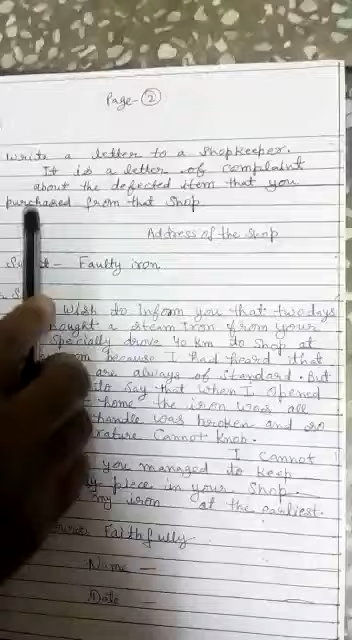 Page - 2
Write a letter to a Shopkeeper.
It is a letter of complaint
about the defected item that you
purchased from that Shop
Address of the Shop
Faulty iron
Wish to Inform you that two days
a steam Iron from your
Specially drove 40 km to Shop at
because I had heard that
are always of standard. But
to say that when I opened
home the iron was all
handle was broken and so
Cannot Knob.
I Cannot
you managed to keep
piece in your Shop.
my iron at the earliest.
Faithfully
Name -
Date -